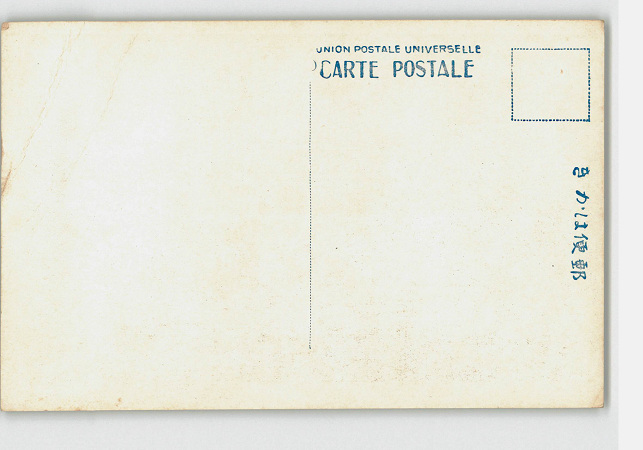 UNION POSTALE UNIVERSELLE
CARTE POSTALE
郵便はかき